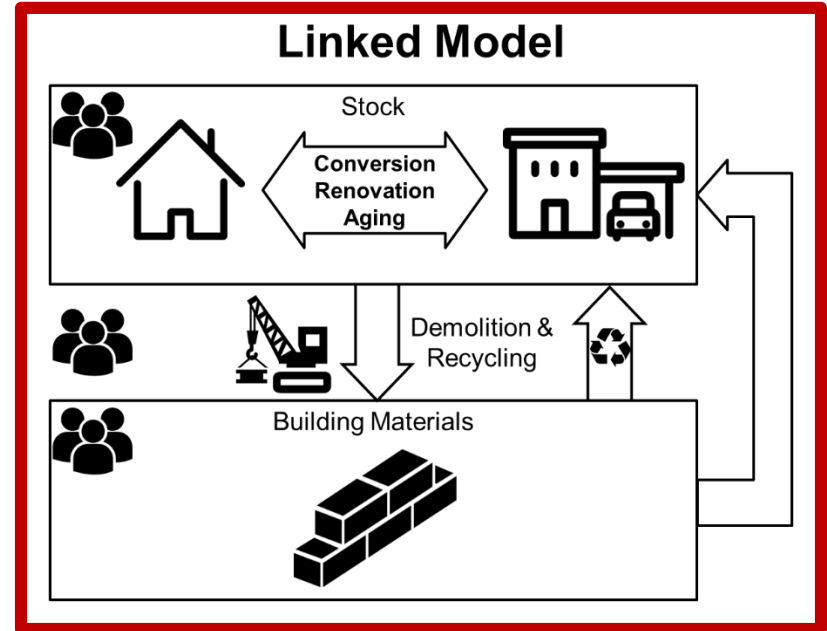 Linked Model
Stock
Conversion
Renovation
Aging
Demolition &
Recycling
Building Materials